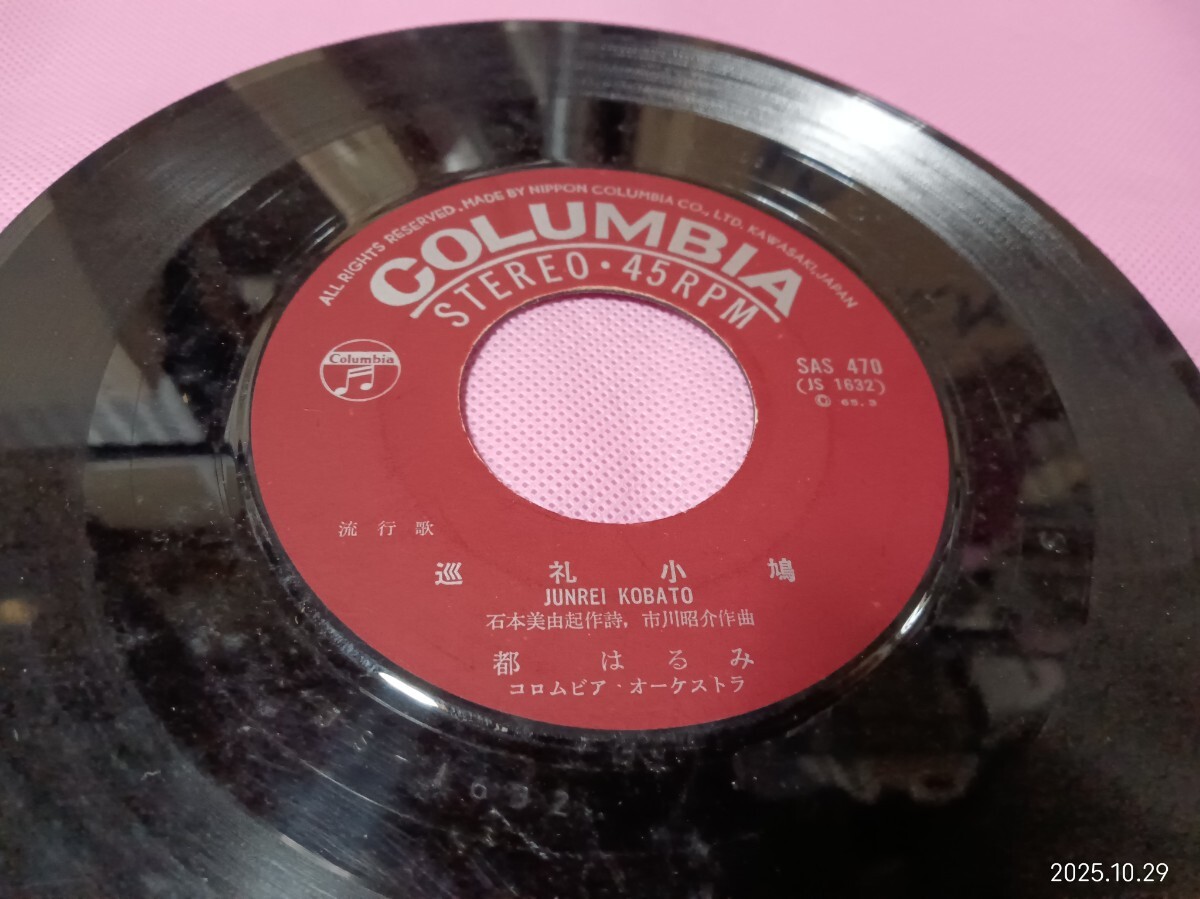 ALL RIGHTS RESERVED. MADE BY NIPPON COLUMBIA CO., LTD. KAWASAKI, JAPAN
COLUMBIA
STEREO・45RPM
Columbia
SAS 470
(JS 1632)
Ⓟ 65.3
流行歌
巡礼小鳩
JUNREI KOBATO
石本美由起作詩, 市川昭介作曲
都 はるみ
コロムビア・オーケストラ
2025.10.29